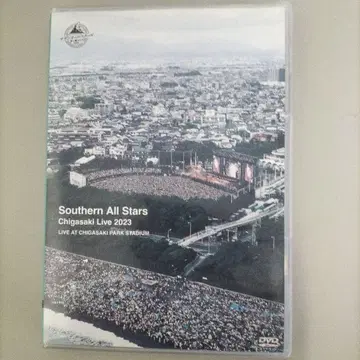 Southern All Stars
Chigasaki Live 2023
LIVE AT CHIGASAKI PARK STADIUM
DVD